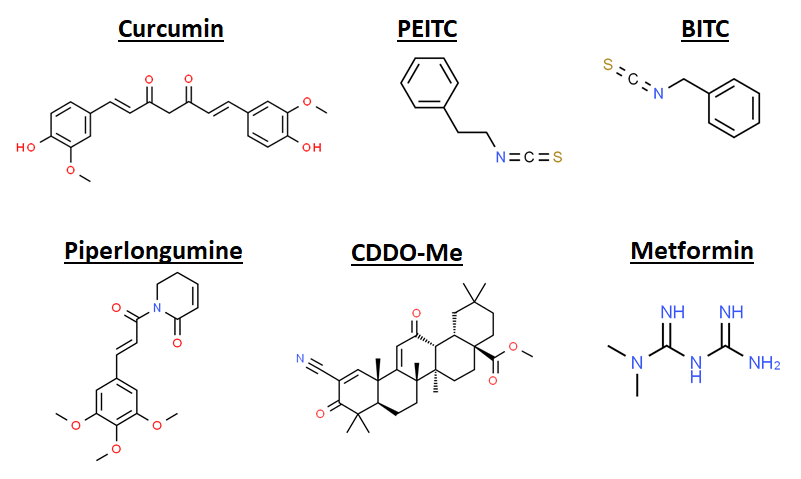 Curcumin
PEITC
BITC
O
O
HO
O
O
OH
N
C
S
S
C
N
Piperlongumine
CDDO-Me
Metformin
O
N
O
O
O
O
N
O
O
O
O
NH
NH
N
N
H
NH2